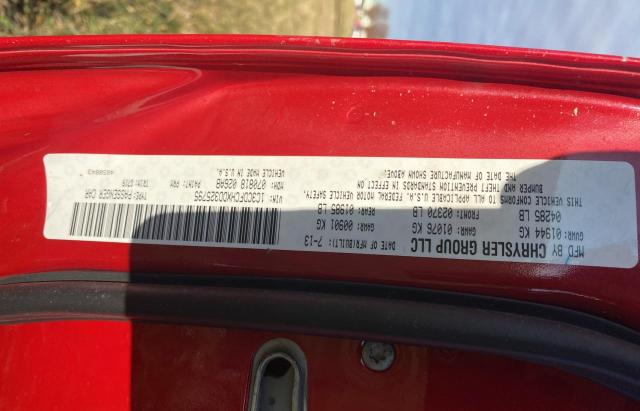 MFD BY CHRYSLER GROUP LLC
DATE OF MFR(BUILT): 7-13
GVWR: 01944 KG
04285 LB
GAWR: 01076 KG
FRONT: 02370 LB
GAWR: 00901 KG
REAR: 01985 LB
THIS VEHICLE CONFORMS TO ALL APPLICABLE U.S.A. FEDERAL MOTOR VEHICLE SAFETY,
BUMPER AND THEFT PREVENTION STANDARDS IN EFFECT ON
THE DATE OF MANUFACTURE SHOWN ABOVE:
VIN: 1C3CDFCHXDD325795
TYPE: PASSENGER CAR
MDH: 070818 026AB
PAINT: PRM
VEHICLE MADE IN U.S.A.